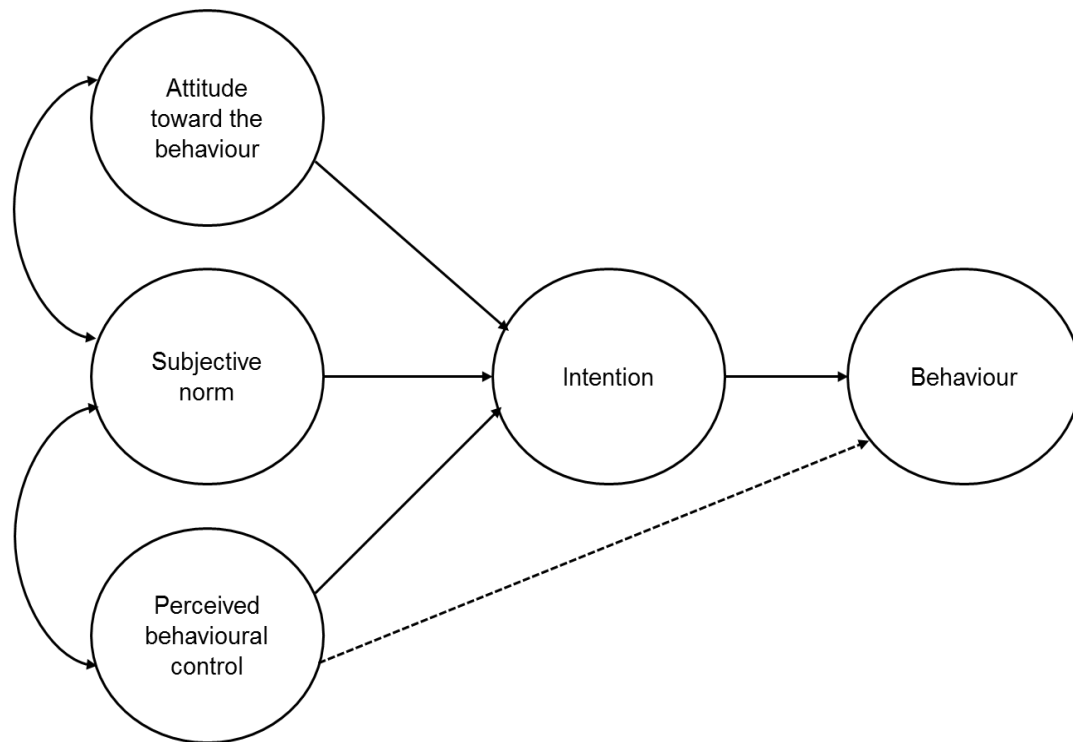 Attitude
toward the
behaviour
Subjective
norm
Intention
Behaviour
Perceived
behavioural
control